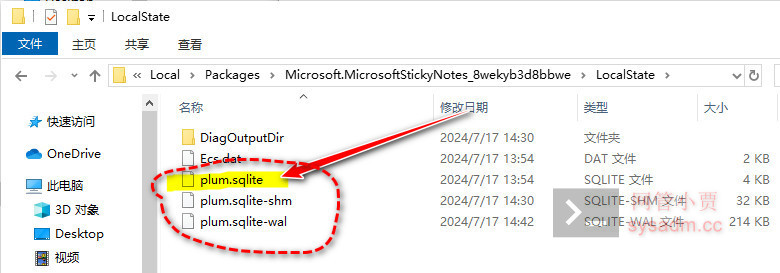 LocalState
文件 主页 共享 查看
Local Packages Microsoft.MicrosoftStickyNotes_8wekyb3d8bbwe LocalState
名称 修改日期 类型 大小
快速访问
OneDrive
此电脑
3D 对象
Desktop
视频
DiagOutputDir 2024/7/17 14:30 文件夹
Ecs.dat 2024/7/17 13:54 DAT 文件 2 KB
plum.sqlite 2024/7/17 13:54 SQLITE 文件 4 KB
plum.sqlite-shm 2024/7/17 14:30 SQLITE-SHM 文件 32 KB
plum.sqlite-wal 2024/7/17 14:42 SQLITE-WAL 文件 214 KB
网管小贾
sysadm.cc